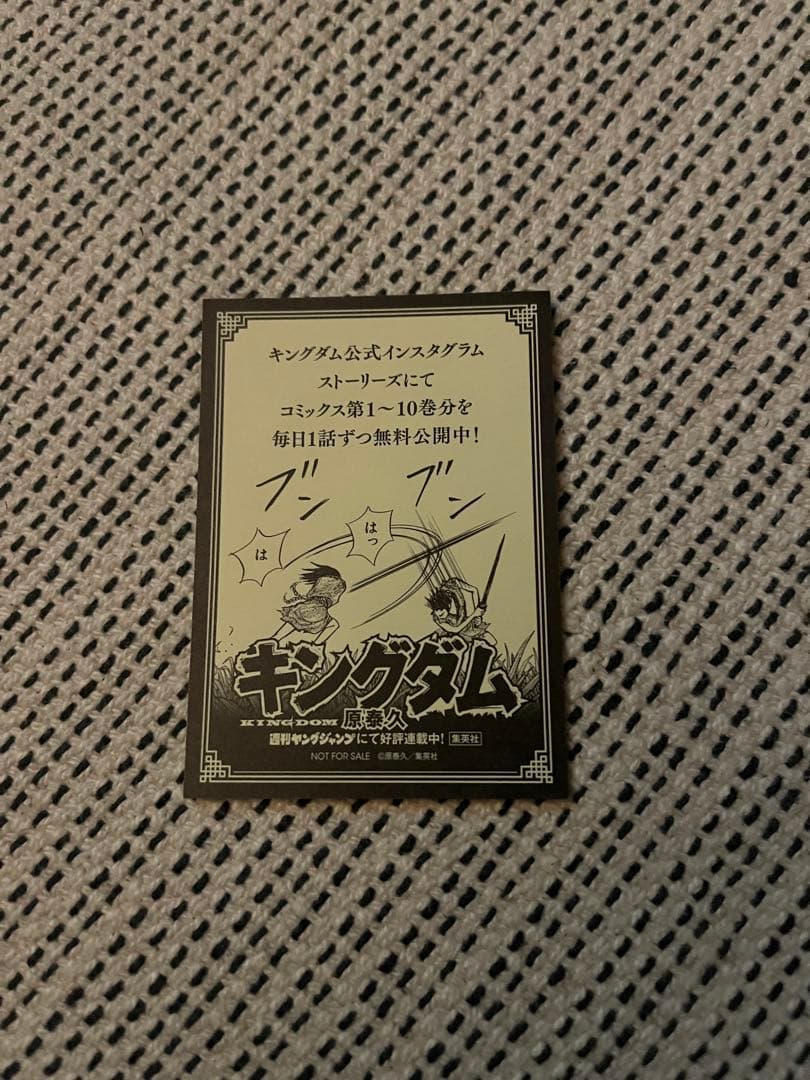 キングダム公式インスタグラム
ストーリーズにて
コミックス第1〜10巻分を
毎日1話ずつ無料公開中!
ブン
ブン
はっ
は
キングダム
KINGDOM 原泰久
週刊ヤングジャンプにて好評連載中! 集英社
NOT FOR SALE ©原泰久／集英社